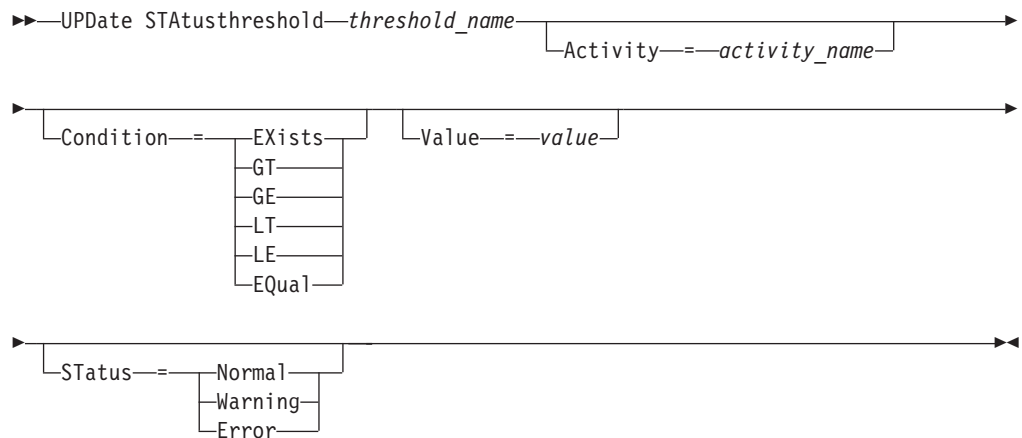 UPDate STAtusthreshold threshold_name
Activity = activity_name
Condition = EXists
GT
GE
LT
LE
EQual
Value = value
STatus = Normal
Warning
Error